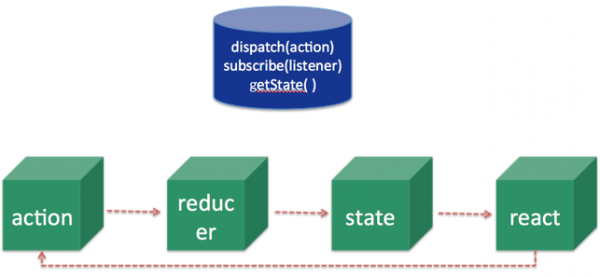 dispatch(action)
subscribe(listener)
getState( )
action
reduc
er
state
react